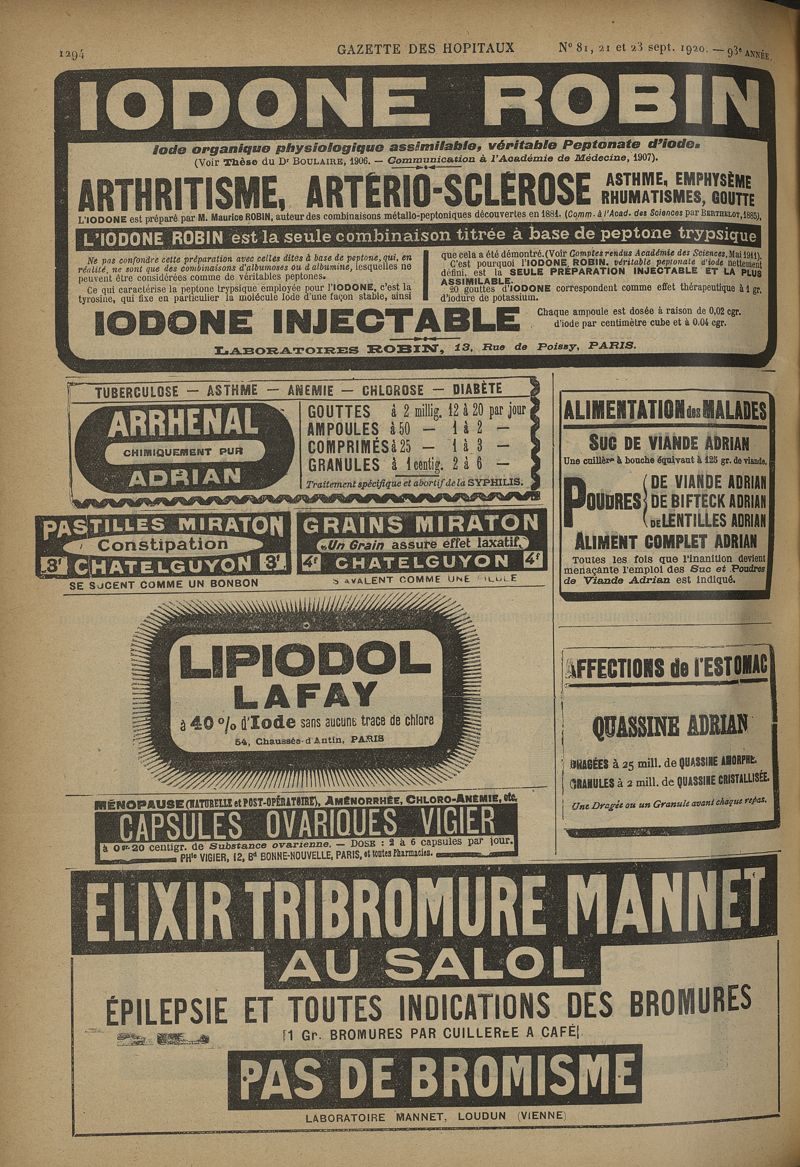 1294
GAZETTE DES HOPITAUX
N° 81, 21 et 23 sept. 1920. — 93e ANNÉE.
IODONE ROBIN
Iode organique physiologique assimilable, véritable Peptonate d'iode.
(Voir Thèse du Dr BOULAIRE, 1906. — Communication à l'Académie de Médecine, 1907).
ARTHRITISME, ARTÉRIO-SCLÉROSE
ASTHME, EMPHYSÈME
RHUMATISMES, GOUTTE
L'IODONE est préparé par M. Maurice ROBIN, auteur des combinaisons métallo-peptoniques découvertes en 1881. (Comm. à l'Acad. des Sciences par BERTHELOT, 1885).
L'IODONE ROBIN est la seule combinaison titrée à base de peptone trypsique
Ne pas confondre cette préparation avec celles dites à base de peptone, qui, en
réalité, ne sont que des combinaisons d'albumoses ou d'albumine, lesquelles ne
peuvent être considérées comme de véritables peptones.
Ce qui caractérise la peptone trypsique employée pour l'IODONE, c'est la
tyrosine, qui fixe en particulier la molécule Iode d'une façon stable, ainsi
que cela a été démontré. (Voir Comptes rendus Académie des Sciences, Mai 1911).
C'est pourquoi l'IODONE ROBIN, véritable peptonate d'iode nettement
défini, est la SEULE PRÉPARATION INJECTABLE ET LA PLUS
ASSIMILABLE.
20 gouttes d'IODONE correspondent comme effet thérapeutique à 1 gr.
d'iodure de potassium.
IODONE INJECTABLE
Chaque ampoule est dosée à raison de 0,02 cgr.
d'iode par centimètre cube et à 0.04 cgr.
LABORATOIRES ROBIN, 13, Rue de Poissy, PARIS.
TUBERCULOSE — ASTHME — ANEMIE — CHLOROSE — DIABÈTE
ARRHENAL
CHIMIQUEMENT PUR
ADRIAN
GOUTTES à 2 millig. 12 à 20 par jour
AMPOULES à 50 — 1 à 2 —
COMPRIMÉS à 25 — 1 à 3 —
GRANULES à 1 centig. 2 à 6 —
Traitement spécifique et abortif de la SYPHILIS.
PASTILLES MIRATON
Constipation
3f CHATELGUYON 3f
SE SUCENT COMME UN BONBON
GRAINS MIRATON
«Un Grain assure effet laxatif»
4f CHATELGUYON 4f
S'AVALENT COMME UNE PILULE
ALIMENTATION des MALADES
SUC DE VIANDE ADRIAN
Une cuillère à bouche équivaut à 125 gr. de viande.
POUDRES
DE VIANDE ADRIAN
DE BIFTECK ADRIAN
DE LENTILLES ADRIAN
ALIMENT COMPLET ADRIAN
Toutes les fois que l'inanition devient
menaçante l'emploi des Suc et Poudres
de Viande Adrian est indiqué.
LIPIODOL
LAFAY
à 40 % d'Iode sans aucune trace de chlore
54, Chaussée-d'Antin, PARIS
AFFECTIONS de l'ESTOMAC
QUASSINE ADRIAN
DRAGÉES à 25 mill. de QUASSINE AMORPHE.
GRANULES à 2 mill. de QUASSINE CRISTALLISÉE.
Une Dragée ou un Granule avant chaque repas.
MÉNOPAUSE (NATURELLE et POST-OPÉRATOIRE), AMÉNORRHÉE, CHLORO-ANEMIE, etc.
CAPSULES OVARIQUES VIGIER
à 0gr.20 centigr. de Substance ovarienne. — DOSE : 2 à 6 capsules par jour.
PHie VIGIER, 12, Bd BONNE-NOUVELLE, PARIS, et toutes Pharmacies.
ELIXIR TRIBROMURE MANNET
AU SALOL
ÉPILEPSIE ET TOUTES INDICATIONS DES BROMURES
[1 Gr. BROMURES PAR CUILLERÉE A CAFÉ]
PAS DE BROMISME
LABORATOIRE MANNET, LOUDUN (VIENNE)